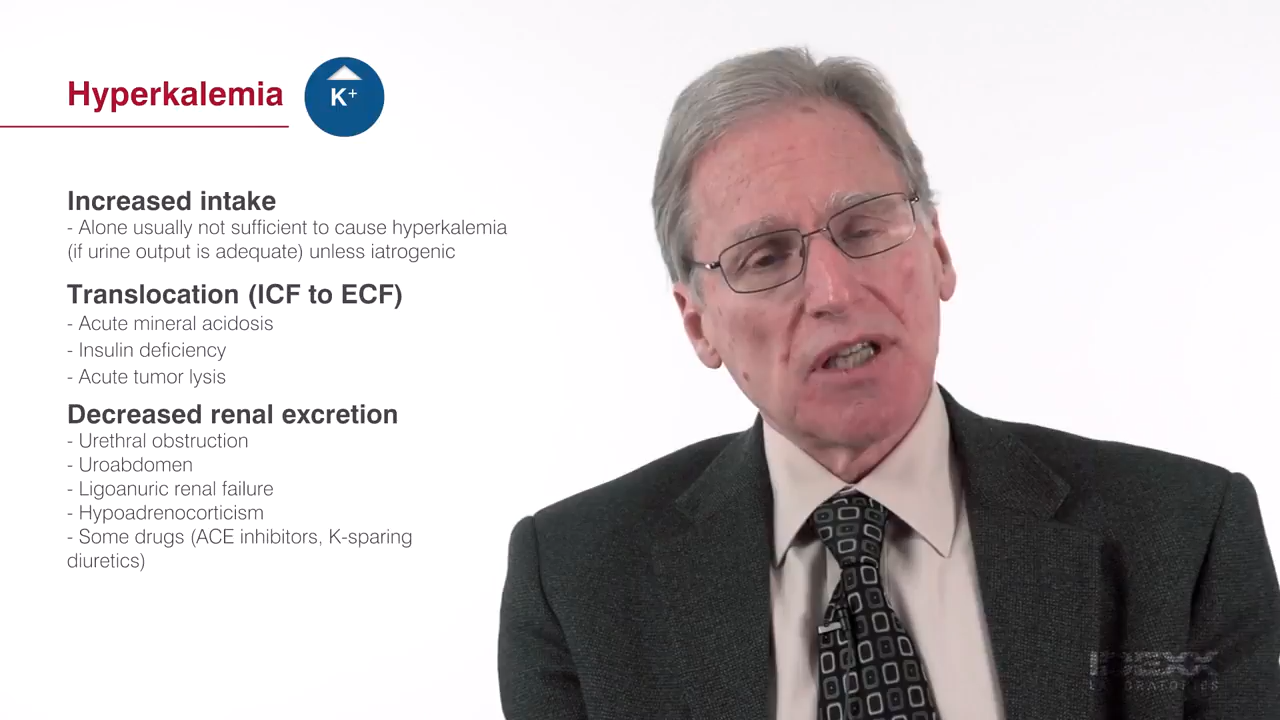 Hyperkalemia
K+
Increased intake
- Alone usually not sufficient to cause hyperkalemia
(if urine output is adequate) unless iatrogenic
Translocation (ICF to ECF)
- Acute mineral acidosis
- Insulin deficiency
- Acute tumor lysis
Decreased renal excretion
- Urethral obstruction
- Uroabdomen
- Ligoanuric renal failure
- Hypoadrenocorticism
- Some drugs (ACE inhibitors, K-sparing
diuretics)
IDEXX
LABORATORIES